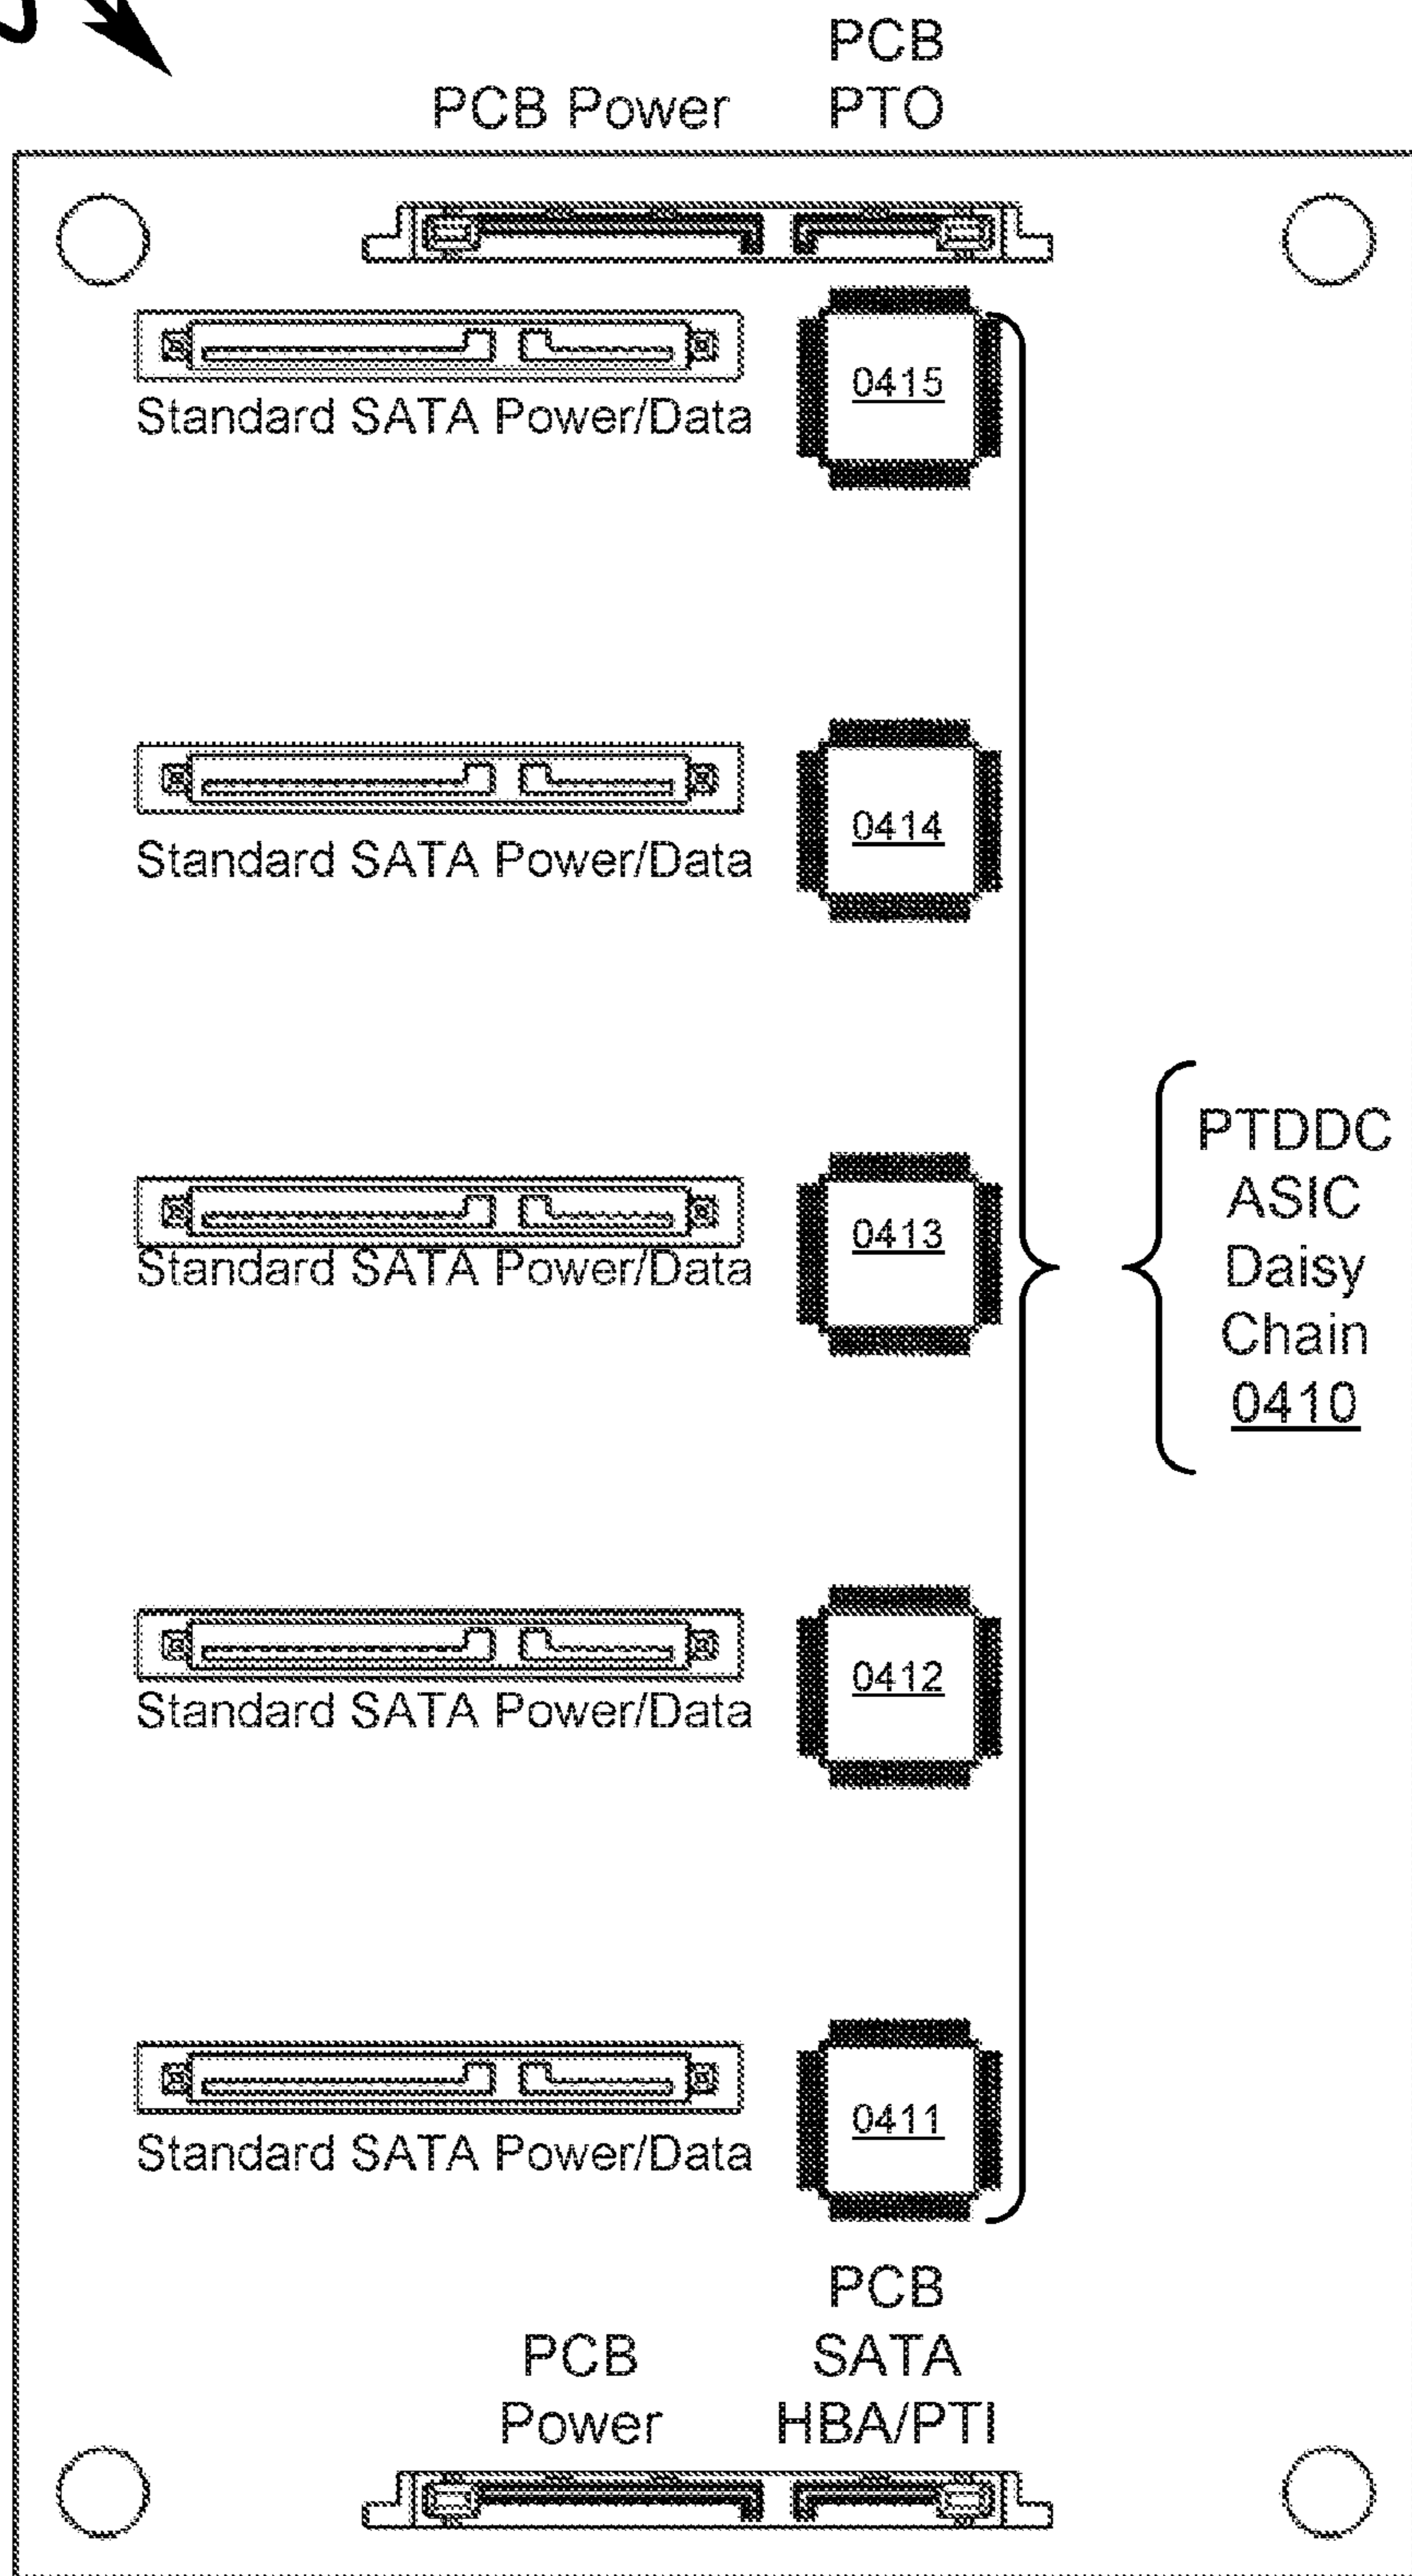 PCB
PCB Power PTO
Standard SATA Power/Data
0415
Standard SATA Power/Data
0414
Standard SATA Power/Data
0413
PTDDC
ASIC
Daisy
Chain
0410
Standard SATA Power/Data
0412
Standard SATA Power/Data
0411
PCB
Power
PCB
SATA
HBA/PTI